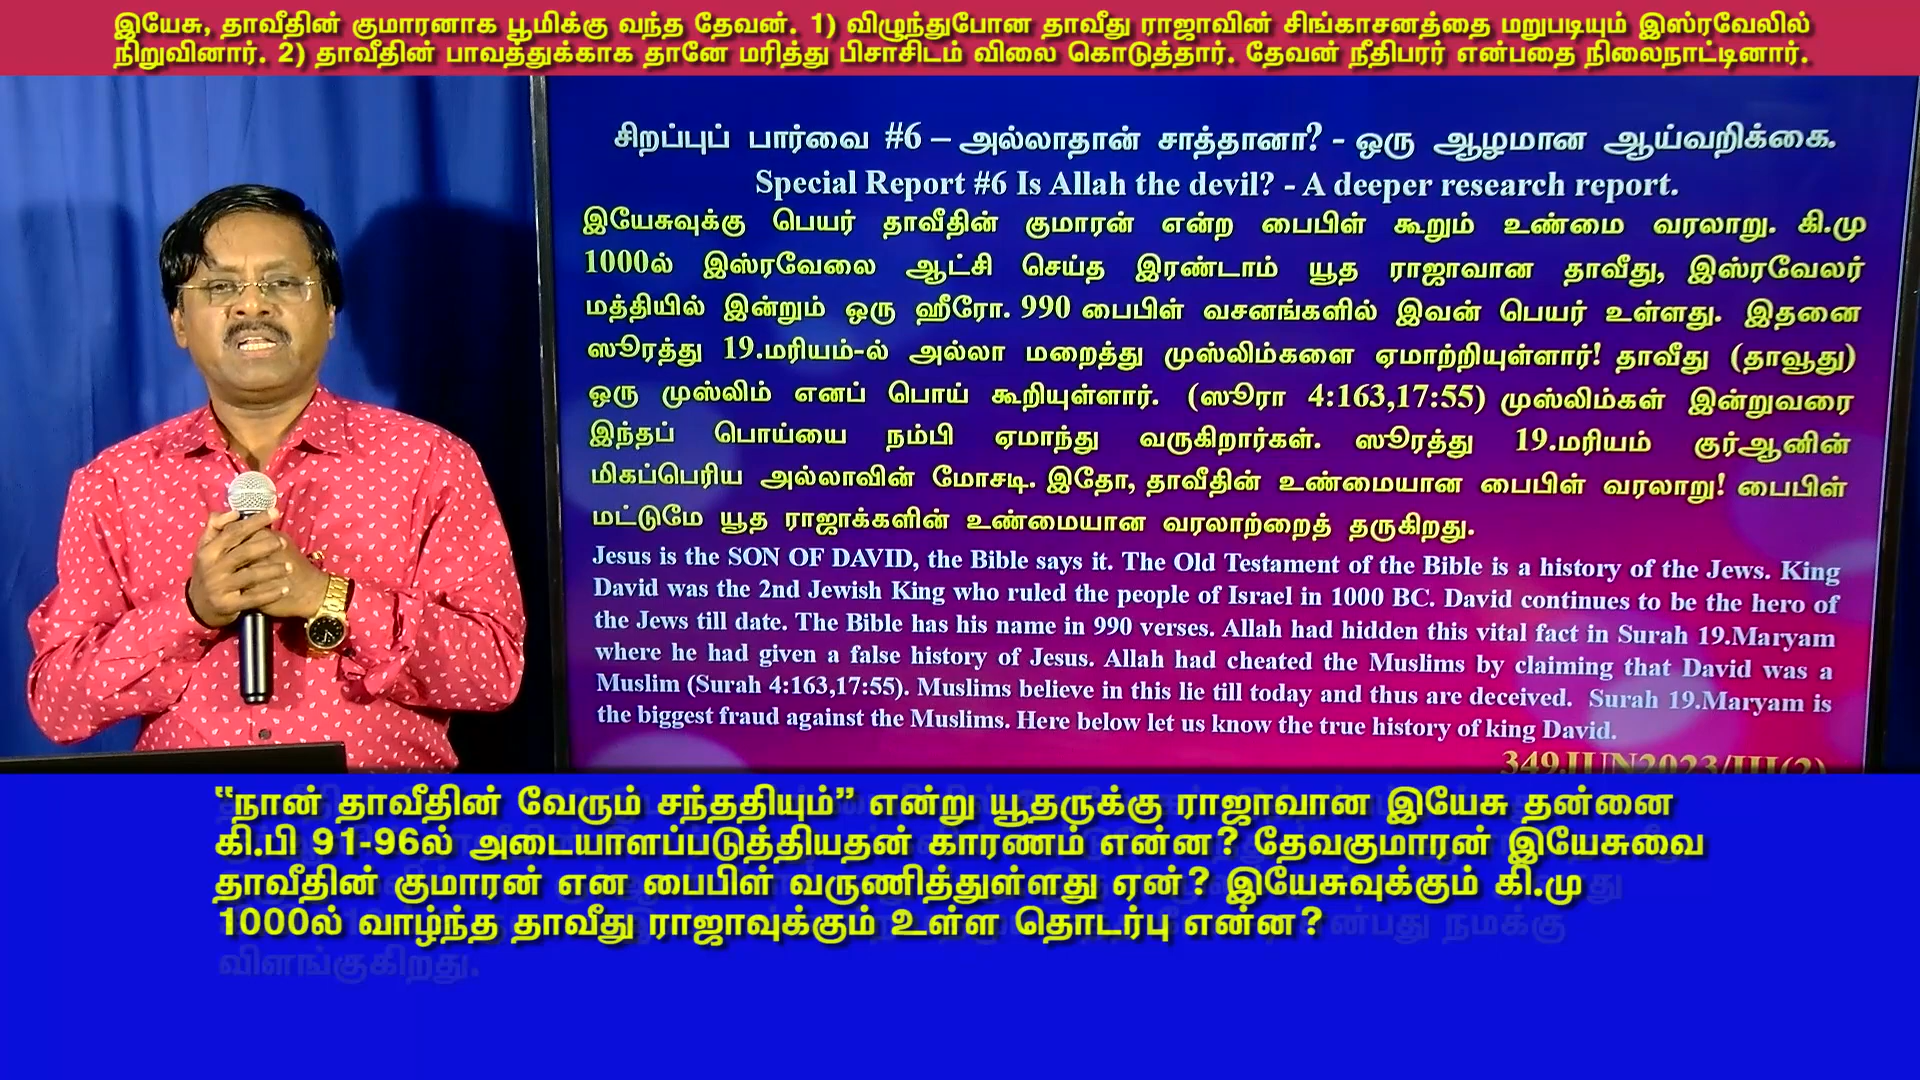 இயேசு, தாவீதின் குமாரனாக பூமிக்கு வந்த தேவன். 1) விழுந்துபோன தாவீது ராஜாவின் சிங்காசனத்தை மறுபடியும் இஸ்ரவேலில்
நிறுவினார். 2) தாவீதின் பாவத்துக்காக தானே மரித்து பிசாசிடம் விலை கொடுத்தார். தேவன் நீதிபரர் என்பதை நிலைநாட்டினார்.
சிறப்புப் பார்வை #6 – அல்லாதான் சாத்தானா? - ஒரு ஆழமான ஆய்வறிக்கை.
Special Report #6 Is Allah the devil? - A deeper research report.
இயேசுவுக்கு பெயர் தாவீதின் குமாரன் என்ற பைபிள் கூறும் உண்மை வரலாறு. கி.மு
1000ல் இஸ்ரவேலை ஆட்சி செய்த இரண்டாம் யூத ராஜாவான தாவீது, இஸ்ரவேலர்
மத்தியில் இன்றும் ஒரு ஹீரோ. 990 பைபிள் வசனங்களில் இவன் பெயர் உள்ளது. இதனை
ஸூரத்து 19.மரியம்-ல் அல்லா மறைத்து முஸ்லிம்களை ஏமாற்றியுள்ளார்! தாவீது (தாவூது)
ஒரு முஸ்லிம் எனப் பொய் கூறியுள்ளார். (ஸூரா 4:163,17:55) முஸ்லிம்கள் இன்றுவரை
இந்தப் பொய்யை நம்பி ஏமாந்து வருகிறார்கள். ஸூரத்து 19.மரியம் குர்ஆனின்
மிகப்பெரிய அல்லாவின் மோசடி. இதோ, தாவீதின் உண்மையான பைபிள் வரலாறு! பைபிள்
மட்டுமே யூத ராஜாக்களின் உண்மையான வரலாற்றைத் தருகிறது.
Jesus is the SON OF DAVID, the Bible says it. The Old Testament of the Bible is a history of the Jews. King
David was the 2nd Jewish King who ruled the people of Israel in 1000 BC. David continues to be the hero of
the Jews till date. The Bible has his name in 990 verses. Allah had hidden this vital fact in Surah 19.Maryam
where he had given a false history of Jesus. Allah had cheated the Muslims by claiming that David was a
Muslim (Surah 4:163,17:55). Muslims believe in this lie till today and thus are deceived. Surah 19.Maryam is
the biggest fraud against the Muslims. Here below let us know the true history of king David.
349.JUN2023/III(2)
“நான் தாவீதின் வேரும் சந்ததியும்” என்று யூதருக்கு ராஜாவான இயேசு தன்னை
கி.பி 91-96ல் அடையாளப்படுத்தியதன் காரணம் என்ன? தேவகுமாரன் இயேசுவை
தாவீதின் குமாரன் என பைபிள் வருணித்துள்ளது ஏன்? இயேசுவுக்கும் கி.மு
1000ல் வாழ்ந்த தாவீது ராஜாவுக்கும் உள்ள தொடர்பு என்ன?
விளங்குகிறது.